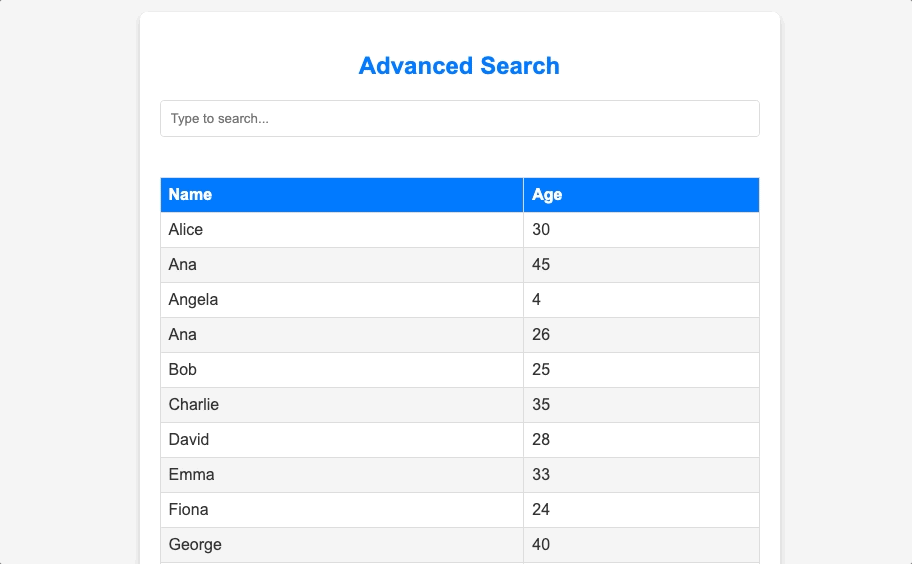 Advanced Search
Type to search...
Name Age
Alice 30
Ana 45
Angela 4
Ana 26
Bob 25
Charlie 35
David 28
Emma 33
Fiona 24
George 40